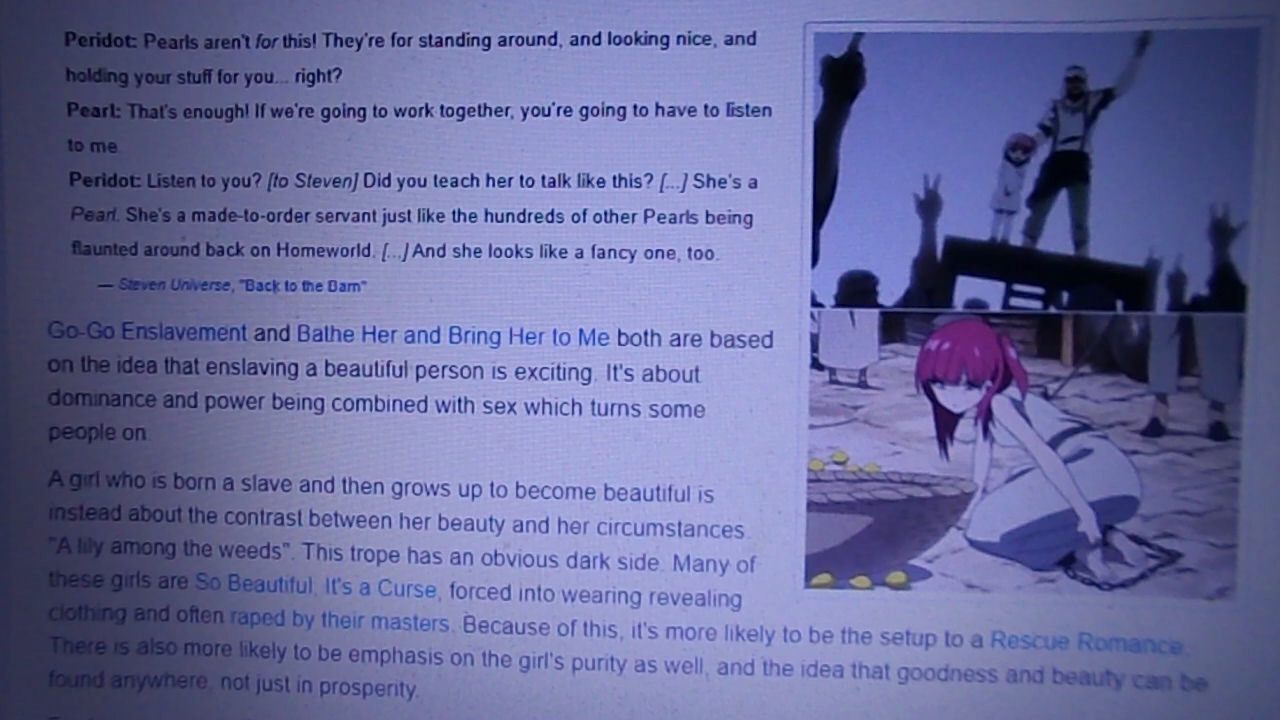 Peridot: Pearls aren't for this! They're for standing around, and looking nice, and
holding your stuff for you... right?
Pearl: That's enough! If we're going to work together, you're going to have to listen
to me.
Peridot: Listen to you? [to Steven] Did you teach her to talk like this? [...] She's a
Pearl. She's a made-to-order servant just like the hundreds of other Pearls being
flaunted around back on Homeworld. [...] And she looks like a fancy one, too.
— Steven Universe, "Back to the Barn"
Go-Go Enslavement and Bathe Her and Bring Her to Me both are based
on the idea that enslaving a beautiful person is exciting. It's about
dominance and power being combined with sex which turns some
people on.
A girl who is born a slave and then grows up to become beautiful is
instead about the contrast between her beauty and her circumstances.
"A lily among the weeds". This trope has an obvious dark side. Many of
these girls are So Beautiful, It's a Curse, forced into wearing revealing
clothing and often raped by their masters. Because of this, it's more likely to be the setup to a Rescue Romance.
There is also more likely to be emphasis on the girl's purity as well, and the idea that goodness and beauty can be
found anywhere, not just in prosperity.